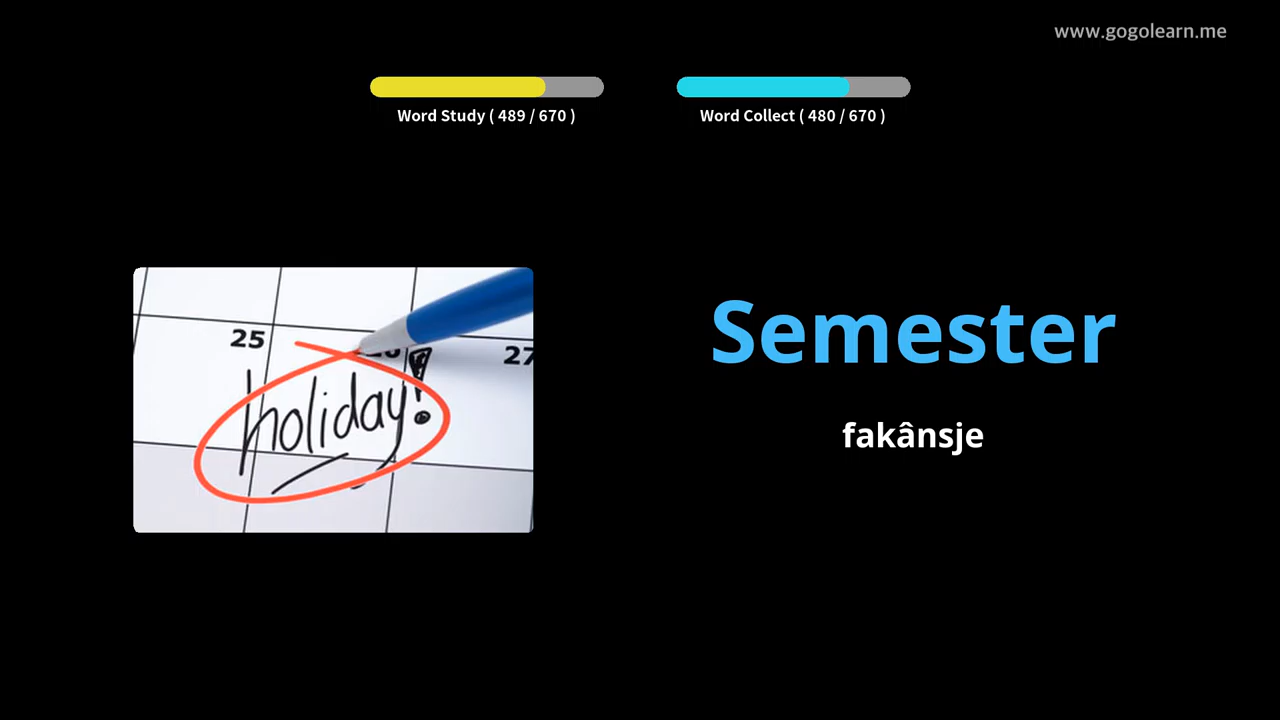 www.gogolearn.me
Word Study ( 489 / 670 )
Word Collect ( 480 / 670 )
25
27
holiday!
Semester
fakânsje